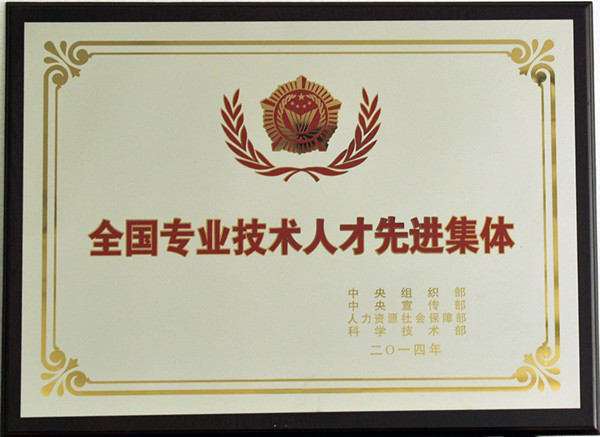 全国专业技术人才先进集体
中央组织部
中央宣传部
人力资源社会保障部
科学技术部
二〇一四年